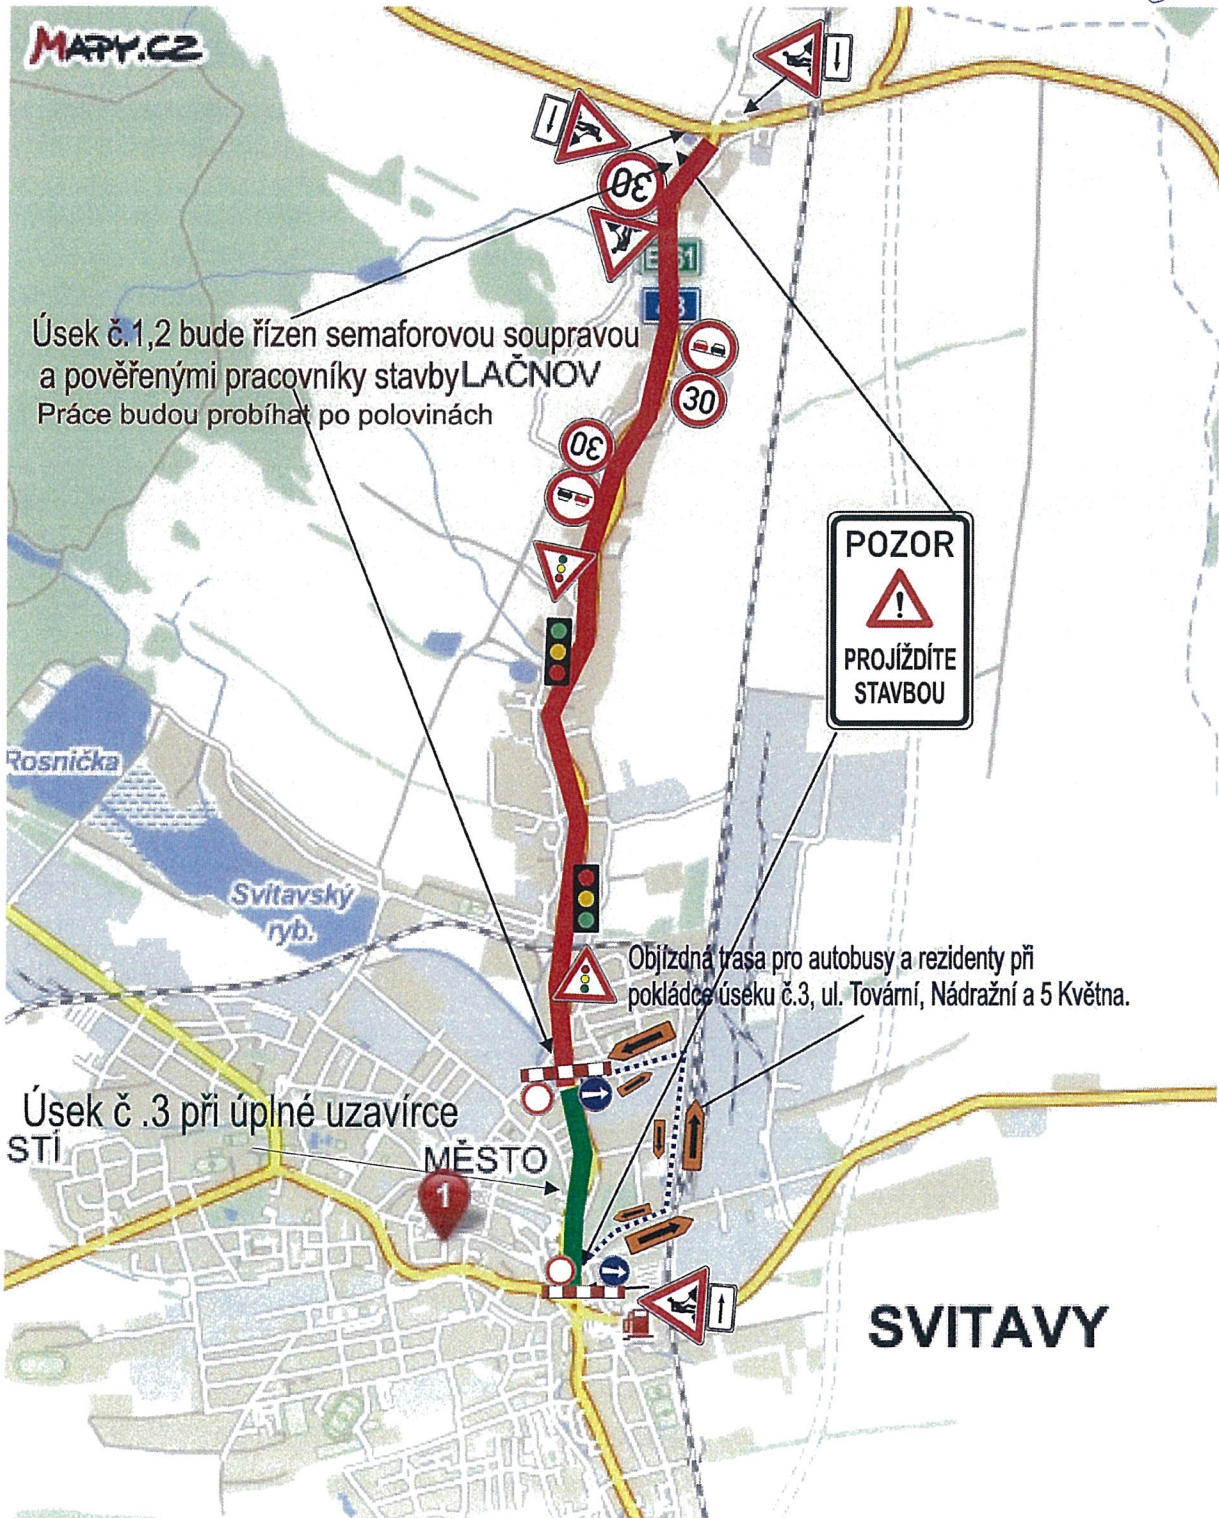 MAPY.CZ
30
E461
43
Úsek č.1,2 bude řízen semaforovou soupravou
a pověřenými pracovníky stavby
LAČNOV
Práce budou probíhat po polovinách
30
30
POZOR
!
PROJÍŽDÍTE
STAVBOU
Rosnička
Svitavský
ryb.
Objízdná trasa pro autobusy a rezidenty při
pokládce úseku č.3, ul. Tovární, Nádražní a 5 Května.
Úsek č .3 při úplné uzavírce
STÍ
MĚSTO
1
SVITAVY